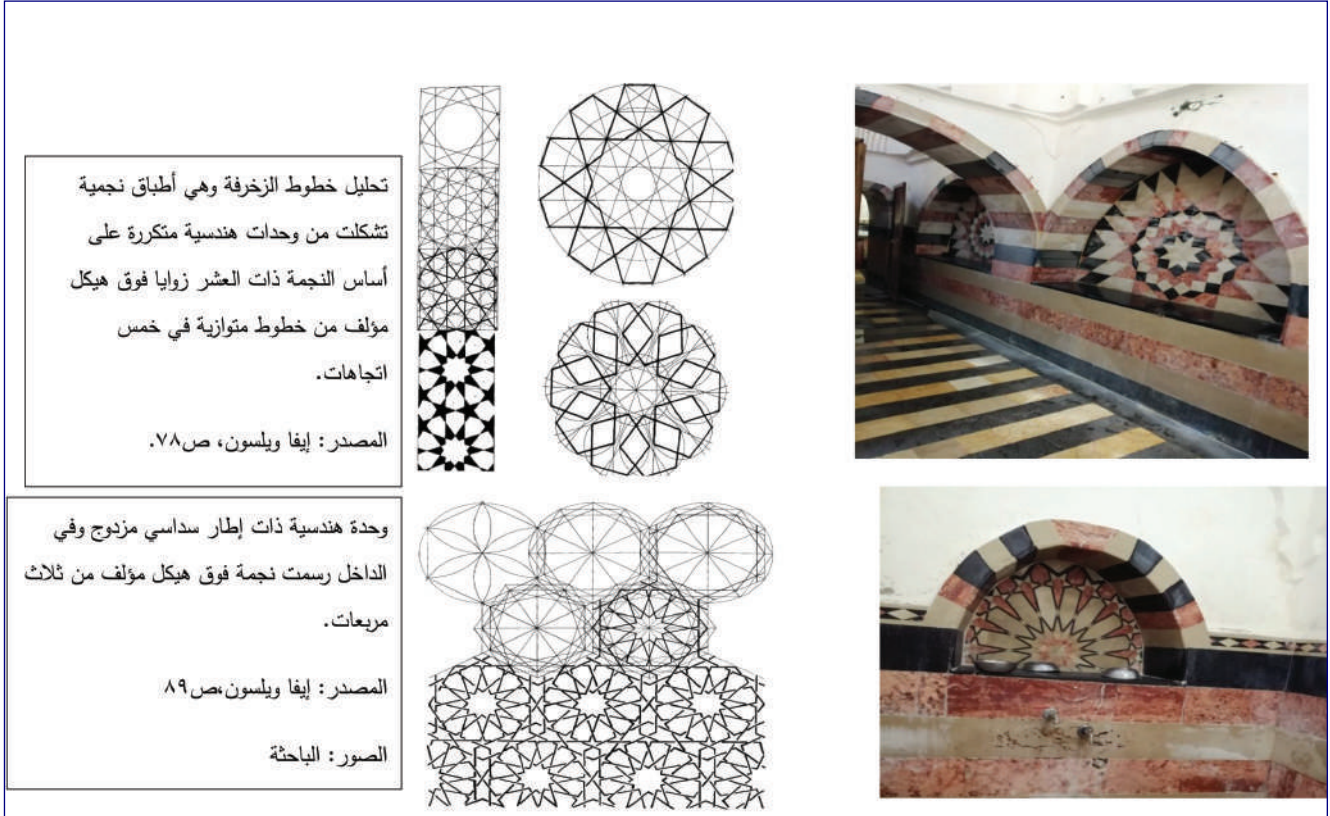 تحليل خطوط الزخرفة وهي أطباق نجمية
تشكلت من وحدات هندسية متكررة على
أساس النجمة ذات العشر زوايا فوق هيكل
مؤلف من خطوط متوازية في خمس
اتجاهات.
المصدر: إيفا ويلسون، ص٧٨.
وحدة هندسية ذات إطار سداسي مزدوج وفي
الداخل رسمت نجمة فوق هيكل مؤلف من ثلاث
مربعات.
المصدر: إيفا ويلسون،ص٨٩
الصور: الباحثة